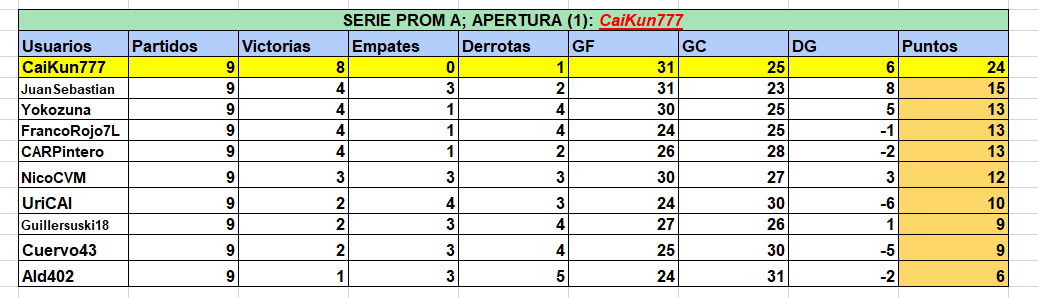 SERIE PROM A; APERTURA (1): CaiKun777
Usuarios Partidos Victorias Empates Derrotas GF GC DG Puntos
CaiKun777 9 8 0 1 31 25 6 24
JuanSebastian 9 4 3 2 31 23 8 15
Yokozuna 9 4 1 4 30 25 5 13
FrancoRojo7L 9 4 1 4 24 25 -1 13
CARPintero 9 4 1 2 26 28 -2 13
NicoCVM 9 3 3 3 30 27 3 12
UriCAI 9 2 4 3 24 30 -6 10
Guillersuski18 9 2 3 4 27 26 1 9
Cuervo43 9 2 3 4 25 30 -5 9
Ald402 9 1 3 5 24 31 -2 6